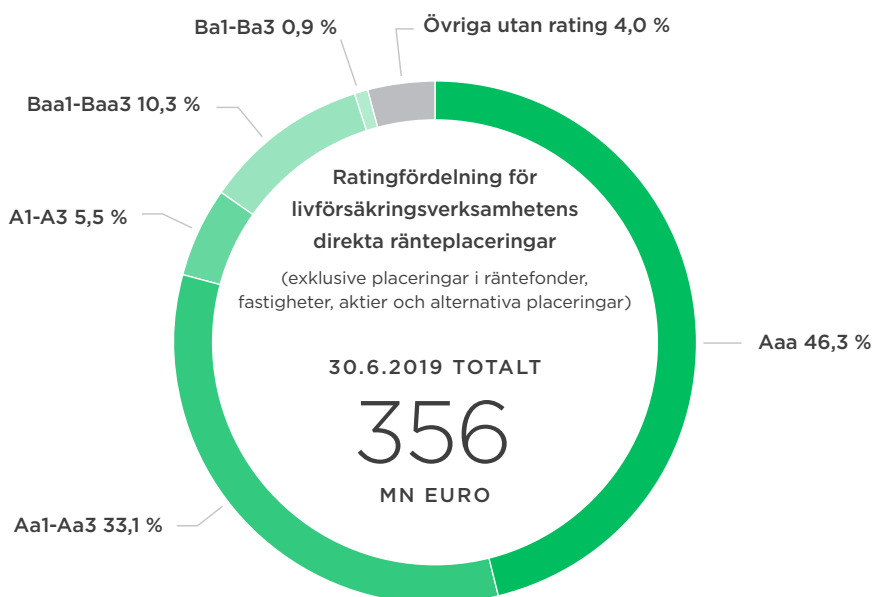 Ba1-Ba3 0,9 %
Övriga utan rating 4,0 %
Baa1-Baa3 10,3 %
A1-A3 5,5 %
Ratingfördelning för
livförsäkringsverksamhetens
direkta ränteplaceringar
(exklusive placeringar i räntefonder,
fastigheter, aktier och alternativa placeringar)
Aaa 46,3 %
30.6.2019 TOTALT
356
MN EURO
Aa1-Aa3 33,1 %